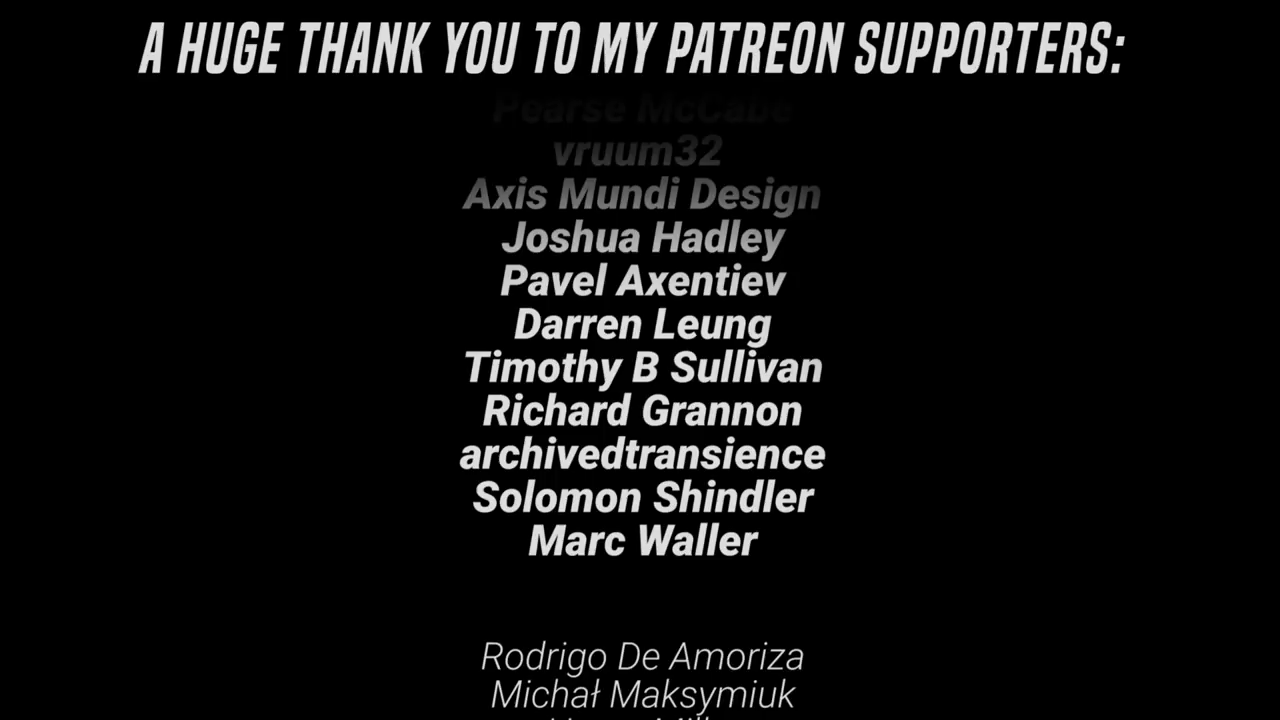 A HUGE THANK YOU TO MY PATREON SUPPORTERS:
Pearse McCabe
vruum32
Axis Mundi Design
Joshua Hadley
Pavel Axentiev
Darren Leung
Timothy B Sullivan
Richard Grannon
archivedtransience
Solomon Shindler
Marc Waller
Rodrigo De Amoriza
Michał Maksymiuk